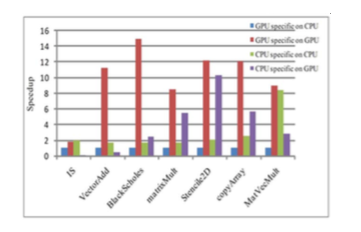 GPU specific on CPU
GPU specific on GPU
CPU specific on CPU
CPU specific on GPU
Speedup
16
14
12
10
8
6
4
2
0
IS
VectorAdd
BlackScholes
matrixMult
Stencile2D
copyArray
MatVecMult